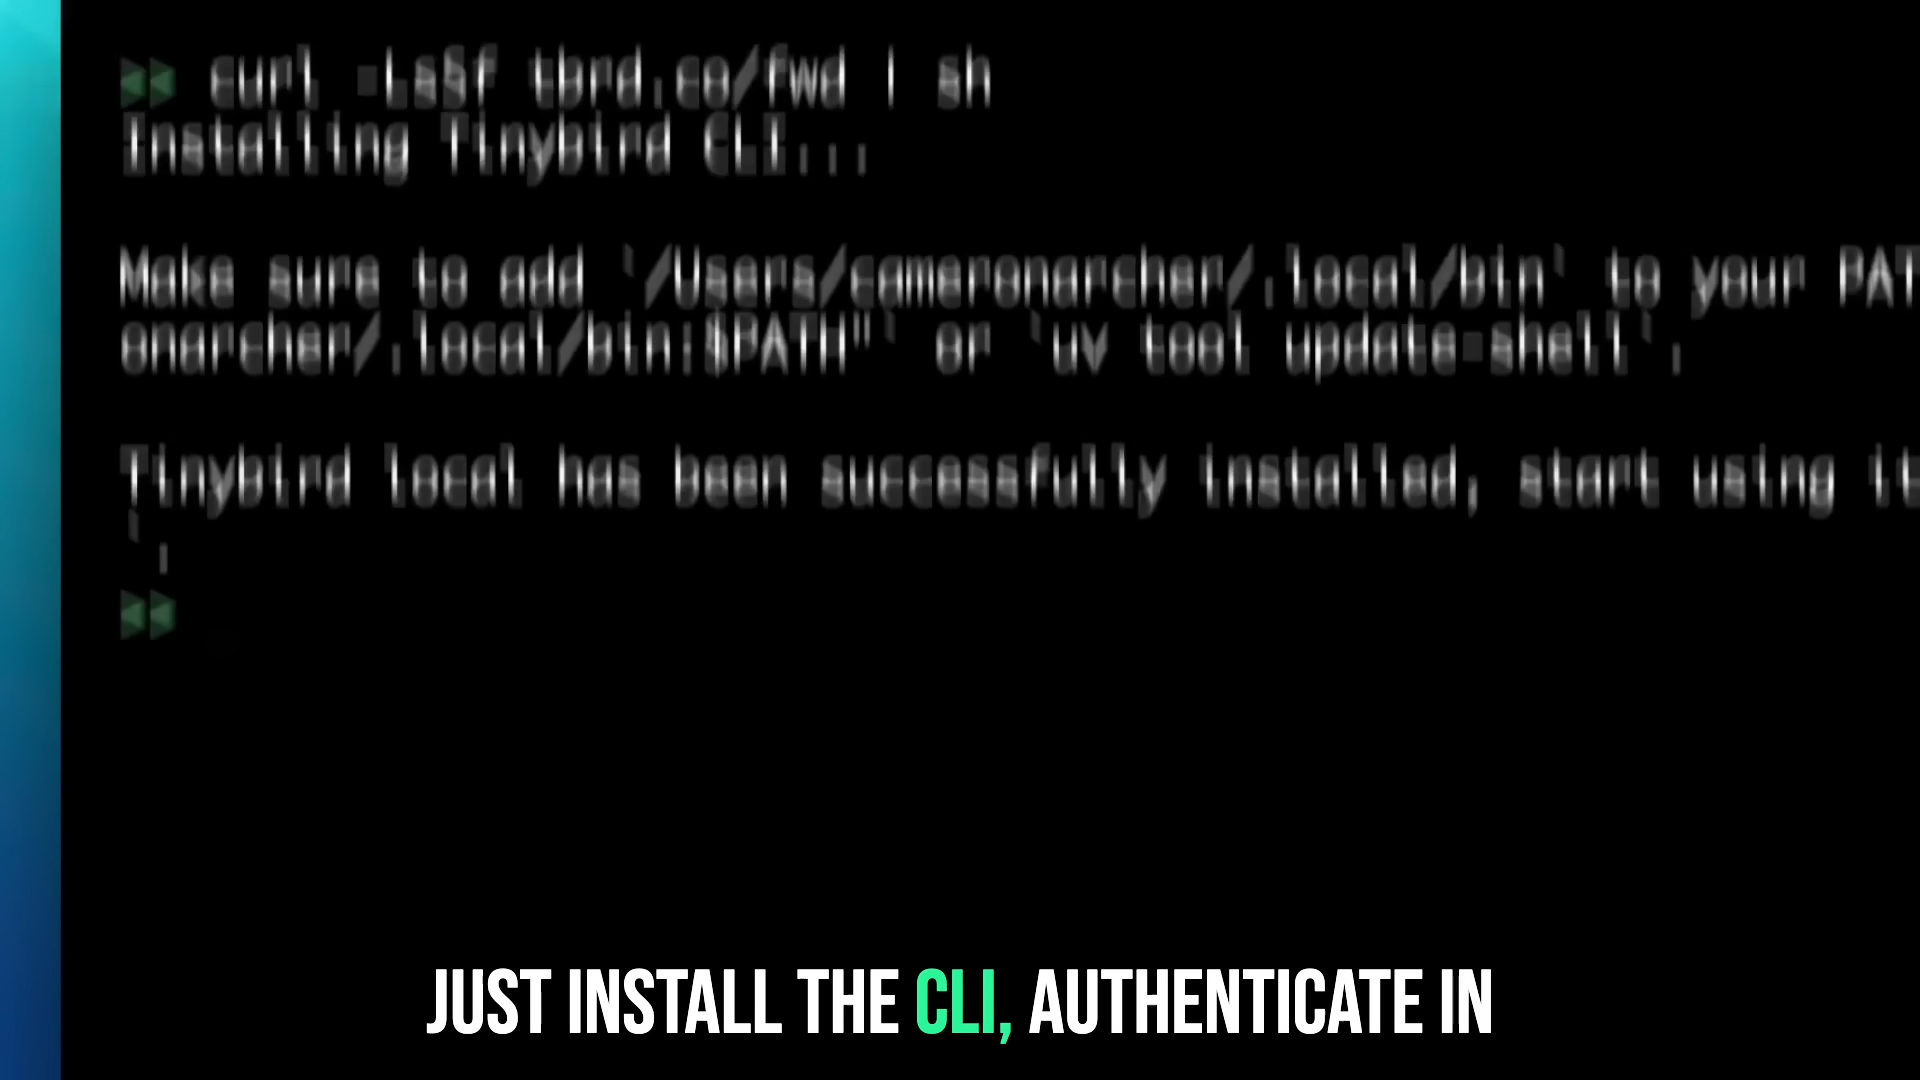 curl -LsSf tbrd.co/fwd | sh
Installing Tinybird CLI...
Make sure to add `/Users/cameronarcher/.local/bin` to your PAT
onarcher/.local/bin:$PATH"` or `uv tool update-shell`.
Tinybird local has been successfully installed, start using it
`.
JUST INSTALL THE CLI, AUTHENTICATE IN